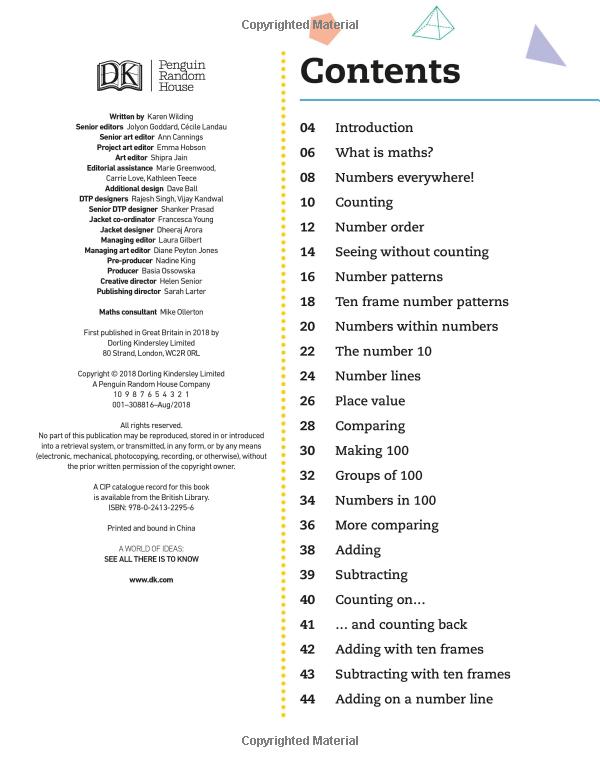 Copyrighted Material
DK
Penguin
Random
House
Written by Karen Wilding
Senior editors Jolyon Goddard, Cécile Landau
Senior art editor Ann Cannings
Project art editor Emma Hobson
Art editor Shipra Jain
Editorial assistance Marie Greenwood,
Carrie Love, Kathleen Teece
Additional design Dave Ball
DTP designers Rajesh Singh, Vijay Kandwal
Senior DTP designer Shanker Prasad
Jacket co-ordinator Francesca Young
Jacket designer Dheeraj Arora
Managing editor Laura Gilbert
Managing art editor Diane Peyton Jones
Pre-producer Nadine King
Producer Basia Ossowska
Creative director Helen Senior
Publishing director Sarah Larter
Maths consultant Mike Ollerton
First published in Great Britain in 2018 by
Dorling Kindersley Limited
80 Strand, London, WC2R 0RL
Copyright © 2018 Dorling Kindersley Limited
A Penguin Random House Company
10 9 8 7 6 5 4 3 2 1
001–308816–Aug/2018
All rights reserved.
No part of this publication may be reproduced, stored in or introduced
into a retrieval system, or transmitted, in any form, or by any means
(electronic, mechanical, photocopying, recording, or otherwise), without
the prior written permission of the copyright owner.
A CIP catalogue record for this book
is available from the British Library.
ISBN: 978-0-2413-2295-6
Printed and bound in China
A WORLD OF IDEAS:
SEE ALL THERE IS TO KNOW
www.dk.com
Contents
04 Introduction
06 What is maths?
08 Numbers everywhere!
10 Counting
12 Number order
14 Seeing without counting
16 Number patterns
18 Ten frame number patterns
20 Numbers within numbers
22 The number 10
24 Number lines
26 Place value
28 Comparing
30 Making 100
32 Groups of 100
34 Numbers in 100
36 More comparing
38 Adding
39 Subtracting
40 Counting on…
41 … and counting back
42 Adding with ten frames
43 Subtracting with ten frames
44 Adding on a number line
Copyrighted Material